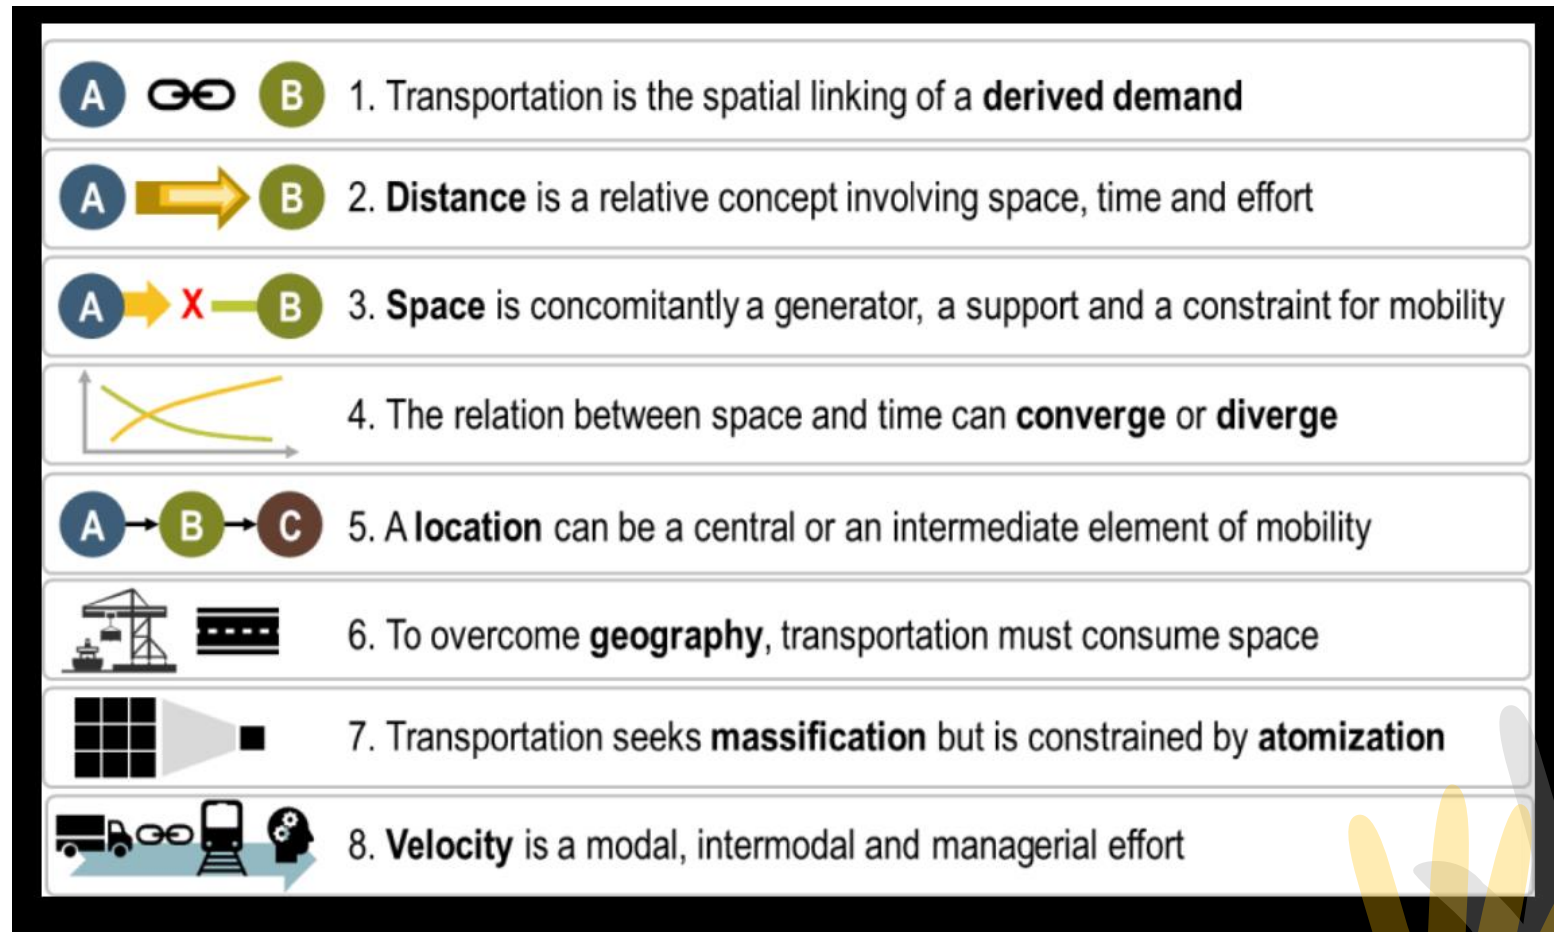 A B 1. Transportation is the spatial linking of a derived demand
A B 2. Distance is a relative concept involving space, time and effort
A X B 3. Space is concomitantly a generator, a support and a constraint for mobility
4. The relation between space and time can converge or diverge
A B C 5. A location can be a central or an intermediate element of mobility
6. To overcome geography, transportation must consume space
7. Transportation seeks massification but is constrained by atomization
8. Velocity is a modal, intermodal and managerial effort